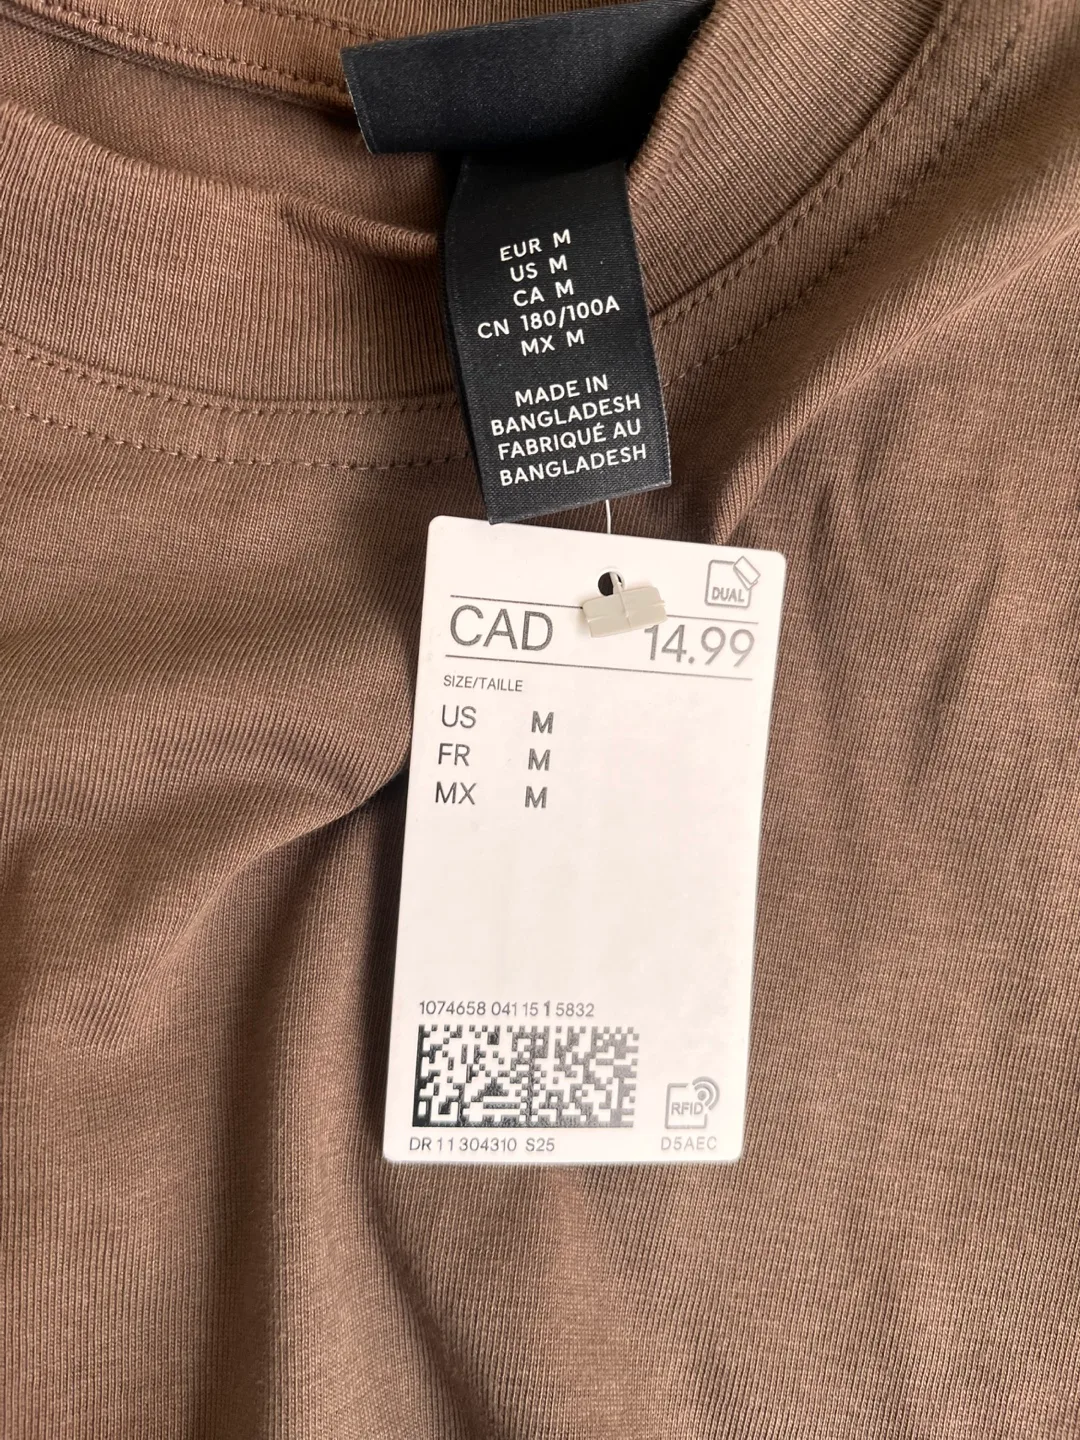 EUR M
US M
CA M
CN 180/100A
MX M
MADE IN
BANGLADESH
FABRIQUÉ AU
BANGLADESH
DUAL
CAD 14.99
SIZE/TAILLE
US M
FR M
MX M
1074658 041 15 1 5832
RFID
DR 11 304310 S25 D5AEC